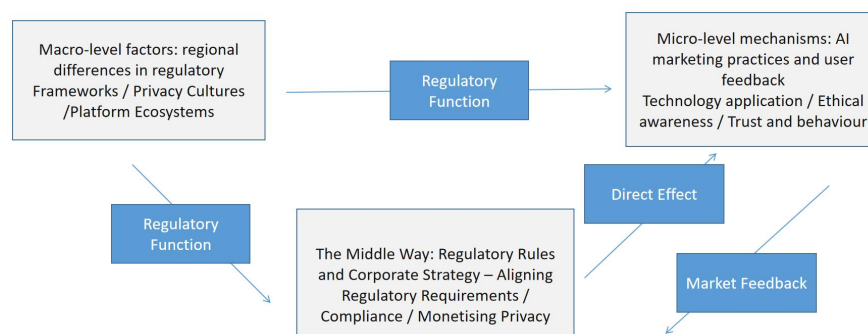 Macro-level factors: regional
differences in regulatory
Frameworks / Privacy Cultures
/Platform Ecosystems
Regulatory
Function
Micro-level mechanisms: AI
marketing practices and user
feedback
Technology application / Ethical
awareness / Trust and behaviour
Regulatory
Function
Direct Effect
The Middle Way: Regulatory Rules
and Corporate Strategy – Aligning
Regulatory Requirements /
Compliance / Monetising Privacy
Market Feedback